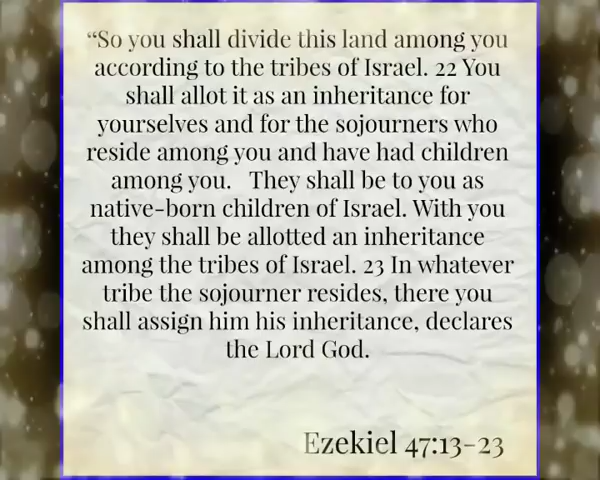 “So you shall divide this land among you
according to the tribes of Israel. 22 You
shall allot it as an inheritance for
yourselves and for the sojourners who
reside among you and have had children
among you.   They shall be to you as
native-born children of Israel. With you
they shall be allotted an inheritance
among the tribes of Israel. 23 In whatever
tribe the sojourner resides, there you
shall assign him his inheritance, declares
the Lord God.
Ezekiel 47:13-23